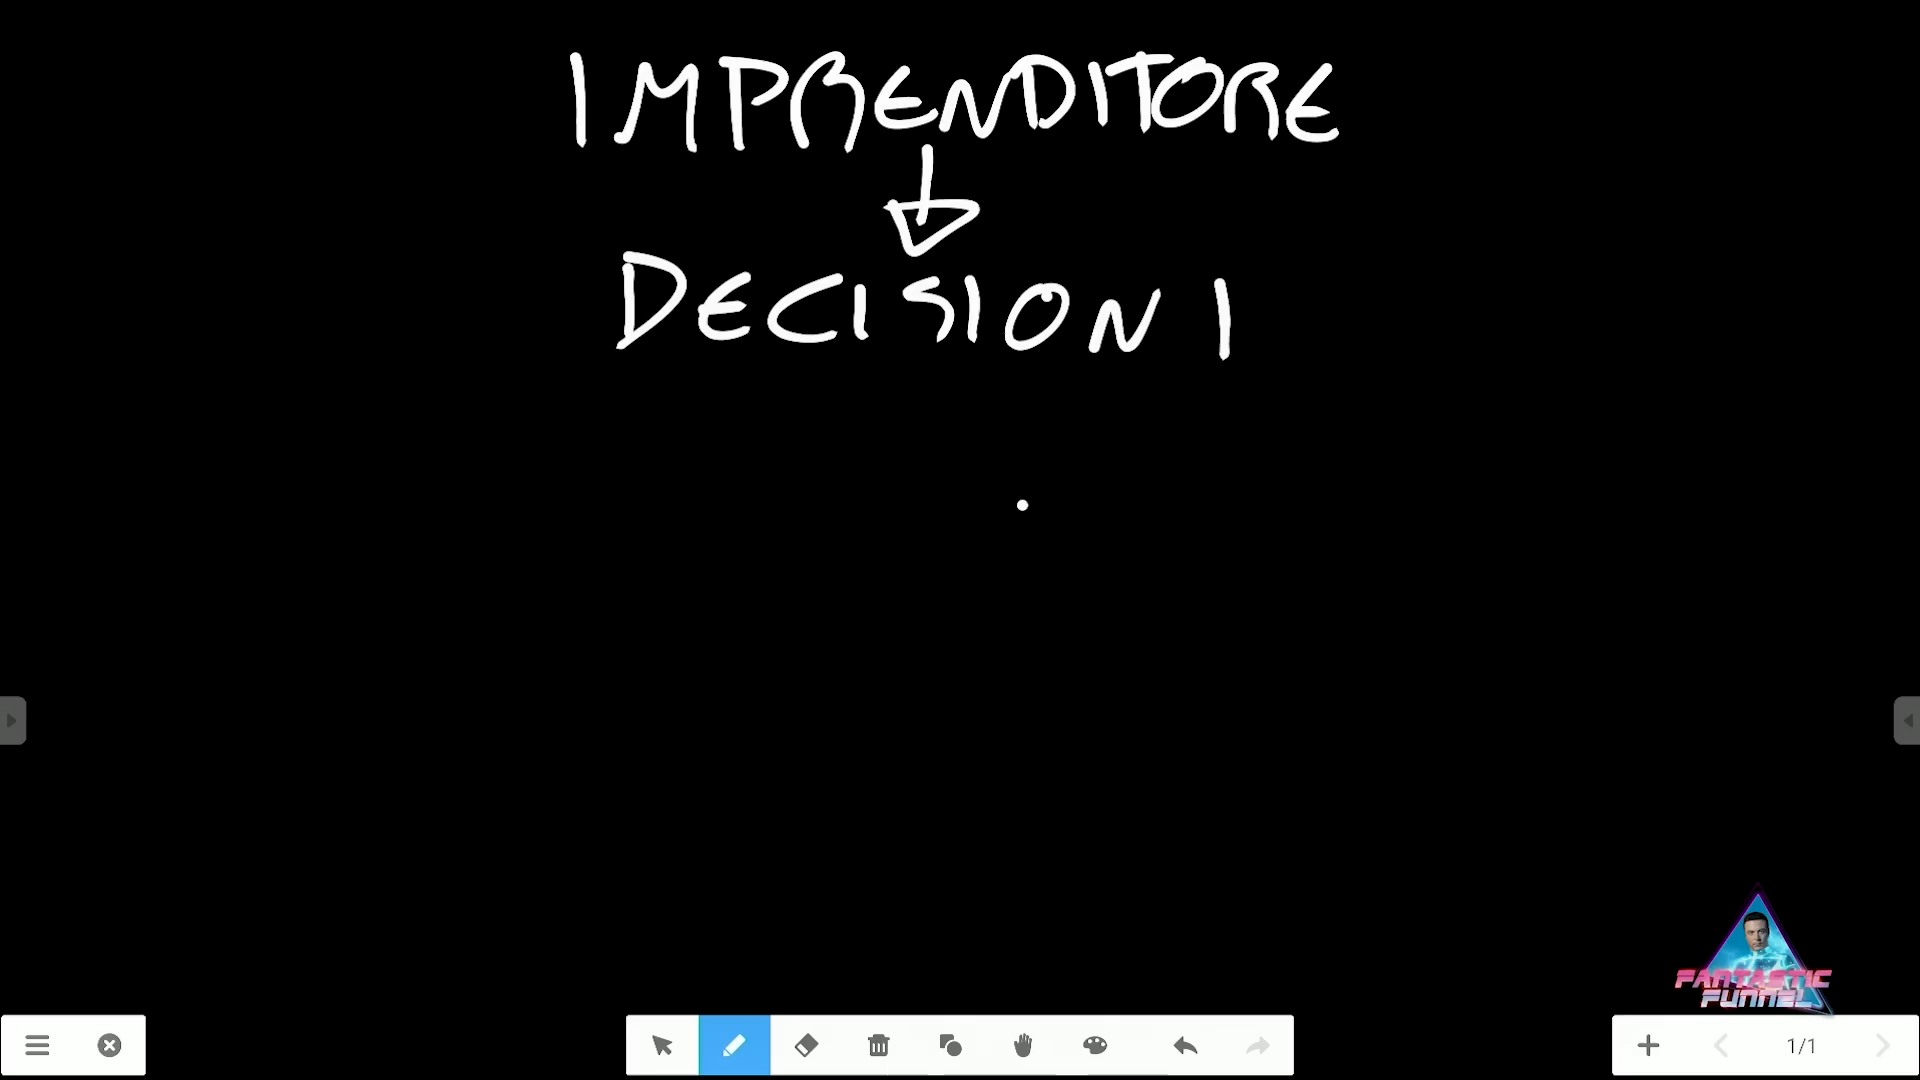 IMPRENDITORE
DECISIONI
FANTASTIC
FUNNEL
1/1